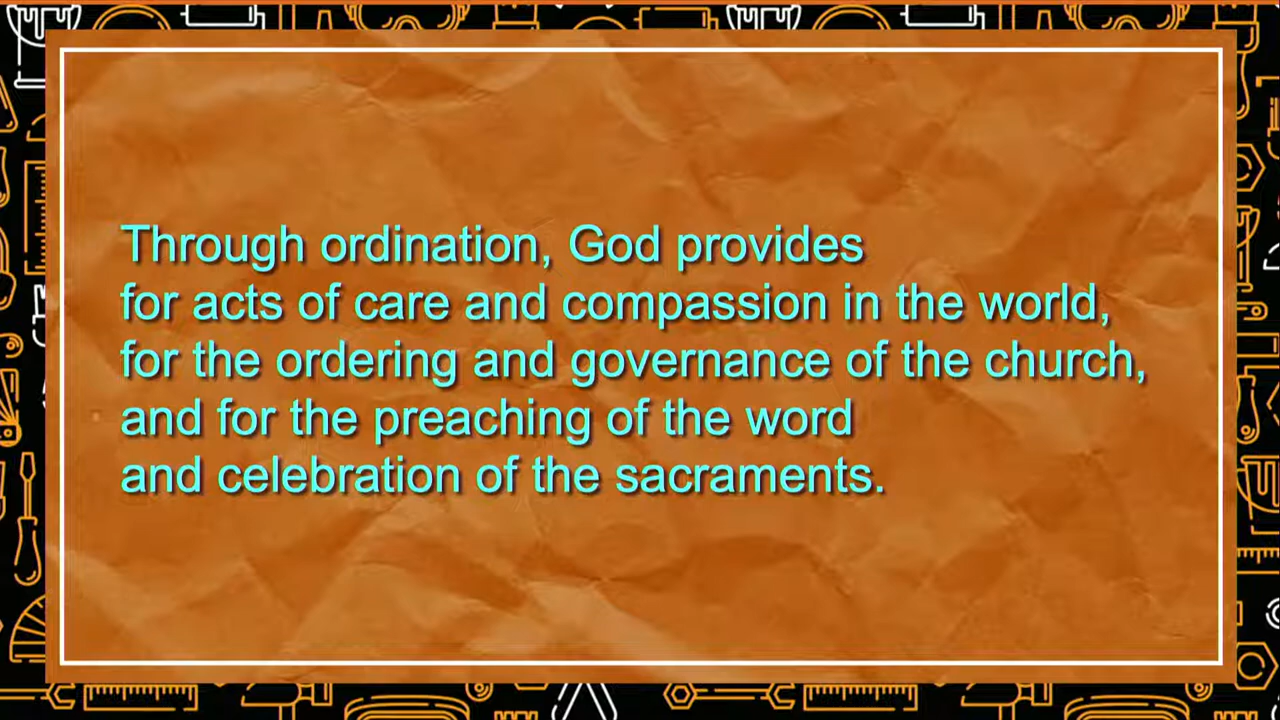 Through ordination, God provides
for acts of care and compassion in the world,
for the ordering and governance of the church,
and for the preaching of the word
and celebration of the sacraments.